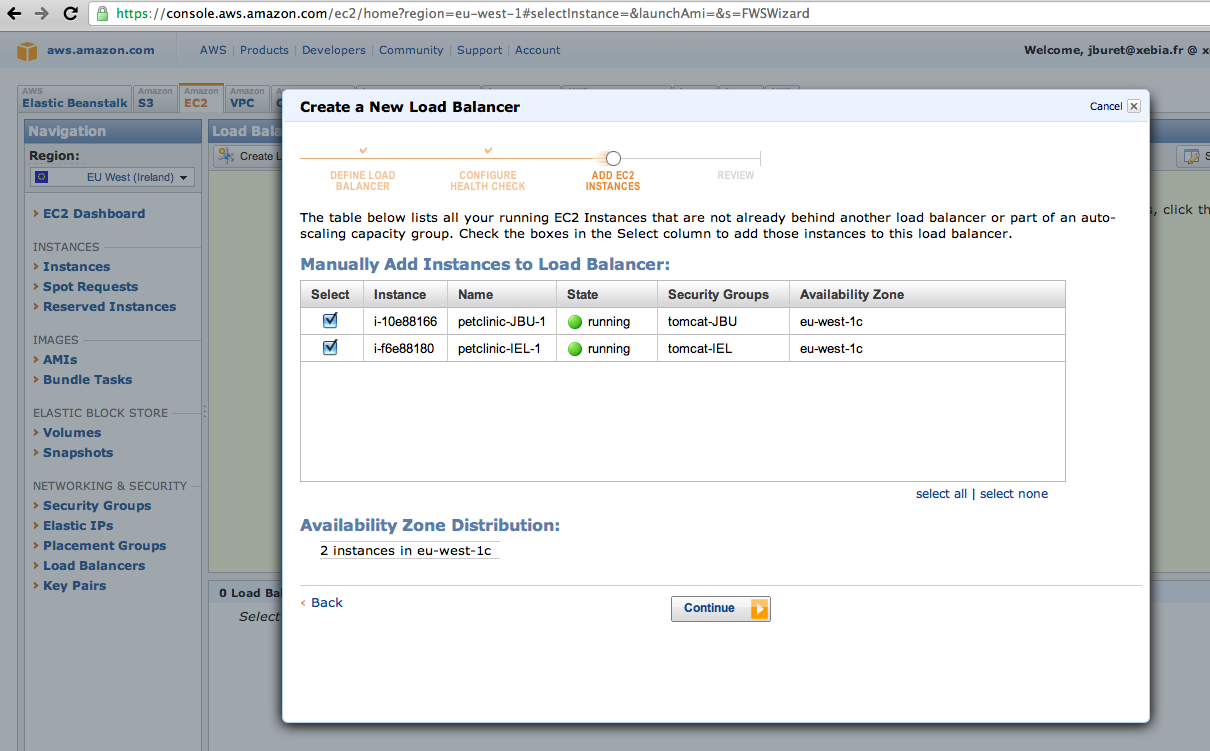 https://console.aws.amazon.com/ec2/home?region=eu-west-1#selectInstance=&launchAmi=&s=FWSWizard
aws.amazon.com
AWS | Products | Developers | Community | Support | Account
Welcome, jburet@xebia.fr @
AWS
Elastic Beanstalk
Amazon
S3
Amazon
EC2
Amazon
VPC
Navigation
Region:
EU West (Ireland)
EC2 Dashboard
INSTANCES
Instances
Spot Requests
Reserved Instances
IMAGES
AMIs
Bundle Tasks
ELASTIC BLOCK STORE
Volumes
Snapshots
NETWORKING & SECURITY
Security Groups
Elastic IPs
Placement Groups
Load Balancers
Key Pairs
Load Bala
Create L
s, click th
0 Load Bal
Select
Create a New Load Balancer
Cancel
DEFINE LOAD
BALANCER
CONFIGURE
HEALTH CHECK
ADD EC2
INSTANCES
REVIEW
The table below lists all your running EC2 Instances that are not already behind another load balancer or part of an auto-
scaling capacity group. Check the boxes in the Select column to add those instances to this load balancer.
Manually Add Instances to Load Balancer:
Select Instance Name State Security Groups Availability Zone
i-10e88166 petclinic-JBU-1 running tomcat-JBU eu-west-1c
i-f6e88180 petclinic-IEL-1 running tomcat-IEL eu-west-1c
select all | select none
Availability Zone Distribution:
2 instances in eu-west-1c
< Back
Continue